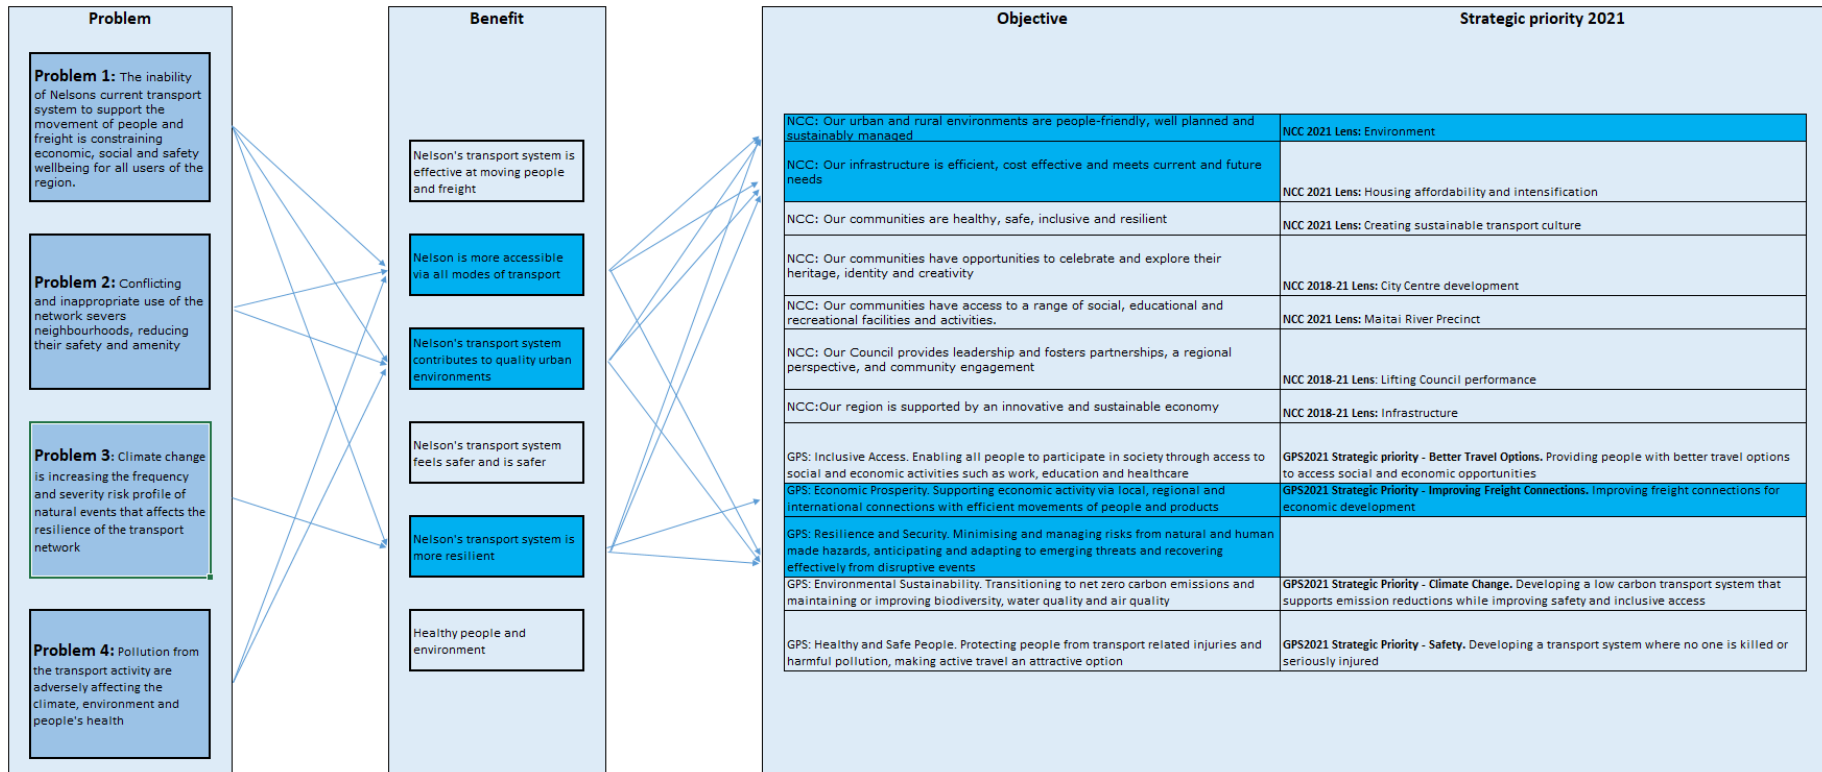 Problem
Problem 1: The inability
of Nelsons current transport
system to support the
movement of people and
freight is constraining
economic, social and safety
wellbeing for all users of the
region.
Problem 2: Conflicting
and inappropriate use of the
network severs
neighbourhoods, reducing
their safety and amenity
Problem 3: Climate change
is increasing the frequency
and severity risk profile of
natural events that affects the
resilience of the transport
network
Problem 4: Pollution from
the transport activity are
adversely affecting the
climate, environment and
people's health
Benefit
Nelson's transport system is
effective at moving people
and freight
Nelson is more accessible
via all modes of transport
Nelson's transport system
contributes to quality urban
environments
Nelson's transport system
feels safer and is safer
Nelson's transport system is
more resilient
Healthy people and
environment
Objective
Strategic priority 2021
NCC: Our urban and rural environments are people-friendly, well planned and
sustainably managed
NCC 2021 Lens: Environment
NCC: Our infrastructure is efficient, cost effective and meets current and future
needs
NCC 2021 Lens: Housing affordability and intensification
NCC: Our communities are healthy, safe, inclusive and resilient
NCC 2021 Lens: Creating sustainable transport culture
NCC: Our communities have opportunities to celebrate and explore their
heritage, identity and creativity
NCC 2018-21 Lens: City Centre development
NCC: Our communities have access to a range of social, educational and
recreational facilities and activities.
NCC 2021 Lens: Maitai River Precinct
NCC: Our Council provides leadership and fosters partnerships, a regional
perspective, and community engagement
NCC 2018-21 Lens: Lifting Council performance
NCC:Our region is supported by an innovative and sustainable economy
NCC 2018-21 Lens: Infrastructure
GPS: Inclusive Access. Enabling all people to participate in society through access to
social and economic activities such as work, education and healthcare
GPS2021 Strategic priority - Better Travel Options. Providing people with better travel options
to access social and economic opportunities
GPS: Economic Prosperity. Supporting economic activity via local, regional and
international connections with efficient movements of people and products
GPS2021 Strategic Priority - Improving Freight Connections. Improving freight connections for
economic development
GPS: Resilience and Security. Minimising and managing risks from natural and human
made hazards, anticipating and adapting to emerging threats and recovering
effectively from disruptive events
GPS: Environmental Sustainability. Transitioning to net zero carbon emissions and
maintaining or improving biodiversity, water quality and air quality
GPS2021 Strategic Priority - Climate Change. Developing a low carbon transport system that
supports emission reductions while improving safety and inclusive access
GPS: Healthy and Safe People. Protecting people from transport related injuries and
harmful pollution, making active travel an attractive option
GPS2021 Strategic Priority - Safety. Developing a transport system where no one is killed or
seriously injured